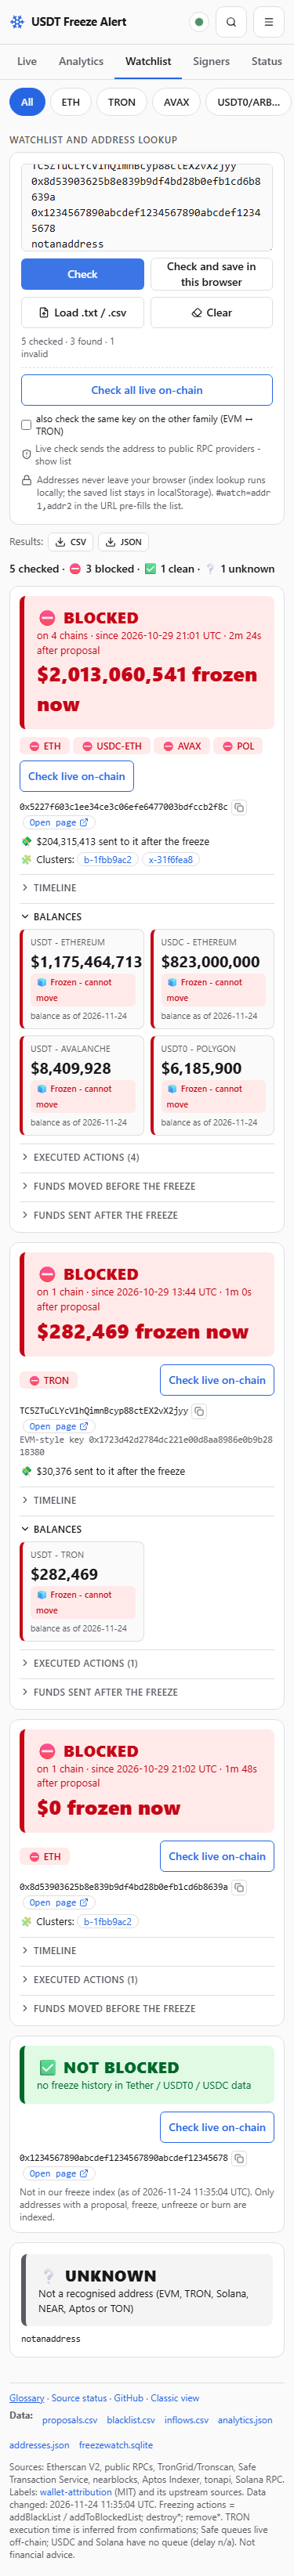 USDT Freeze Alert
Live Analytics Watchlist Signers Status
All ETH TRON AVAX USDT0/ARB...
WATCHLIST AND ADDRESS LOOKUP
TC5ZTuCLYcV1hQimnBcyp88ctEX2vX2jyy
0x8d53903625b8e839b9df4bd28b0efb1cd6b8
639a
0x1234567890abcdef1234567890abcdef1234
5678
notanaddress
Check
Check and save in
this browser
Load .txt / .csv
Clear
5 checked · 3 found · 1
invalid
Check all live on-chain
also check the same key on the other family (EVM ↔
TRON)
Live check sends the address to public RPC providers -
show list
Addresses never leave your browser (index lookup runs
locally; the saved list stays in localStorage). #watch=addr
1,addr2 in the URL pre-fills the list.
Results: CSV JSON
5 checked · ⛔ 3 blocked · ✅ 1 clean · ❔ 1 unknown
⛔ BLOCKED
on 4 chains · since 2026-10-29 21:01 UTC · 2m 24s
after proposal
$2,013,060,541 frozen
now
⛔ ETH ⛔ USDC-ETH ⛔ AVAX ⛔ POL
Check live on-chain
0x5227f603c1ee34ce3c06efe6477003bdfccb2f8c
Open page
$204,315,413 sent to it after the freeze
Clusters: b-1fbb9ac2 x-31f6fea8
TIMELINE
BALANCES
USDT - ETHEREUM
$1,175,464,713
Frozen - cannot
move
balance as of 2026-11-24
USDC - ETHEREUM
$823,000,000
Frozen - cannot
move
balance as of 2026-11-24
USDT - AVALANCHE
$8,409,928
Frozen - cannot
move
balance as of 2026-11-24
USDT0 - POLYGON
$6,185,900
Frozen - cannot
move
balance as of 2026-11-24
EXECUTED ACTIONS (4)
FUNDS MOVED BEFORE THE FREEZE
FUNDS SENT AFTER THE FREEZE
⛔ BLOCKED
on 1 chain · since 2026-10-29 13:44 UTC · 1m 0s
after proposal
$282,469 frozen now
⛔ TRON
Check live on-chain
TC5ZTuCLYcV1hQimnBcyp88ctEX2vX2jyy
Open page
EVM-style key 0x1723d42d2784dc221e00d8aa8986e0b9b28
18380
$30,376 sent to it after the freeze
TIMELINE
BALANCES
USDT - TRON
$282,469
Frozen - cannot
move
balance as of 2026-11-24
EXECUTED ACTIONS (1)
FUNDS SENT AFTER THE FREEZE
⛔ BLOCKED
on 1 chain · since 2026-10-29 21:02 UTC · 1m 48s
after proposal
$0 frozen now
⛔ ETH
Check live on-chain
0x8d53903625b8e839b9df4bd28b0efb1cd6b8639a
Open page
Clusters: b-1fbb9ac2
TIMELINE
EXECUTED ACTIONS (1)
FUNDS MOVED BEFORE THE FREEZE
✅ NOT BLOCKED
no freeze history in Tether / USDT0 / USDC data
Check live on-chain
0x1234567890abcdef1234567890abcdef12345678
Open page
Not in our freeze index (as of 2026-11-24 11:35:04 UTC). Only
addresses with a proposal, freeze, unfreeze or burn are
indexed.
❔ UNKNOWN
Not a recognised address (EVM, TRON, Solana,
NEAR, Aptos or TON)
notanaddress
Glossary · Source status · GitHub · Classic view
Data: proposals.csv blacklist.csv inflows.csv analytics.json
addresses.json freezewatch.sqlite
Sources: Etherscan V2, public RPCs, TronGrid/Tronscan, Safe
Transaction Service, nearblocks, Aptos Indexer, tonapi, Solana RPC.
Labels: wallet-attribution (MIT) and its upstream sources. Data
changed: 2026-11-24 11:35:04 UTC. Freezing actions =
addBlackList / addToBlockedList; destroy*; remove*. TRON
execution time is inferred from confirmations; Safe queues live
off-chain; USDC and Solana have no queue (delay n/a). Not
financial advice.